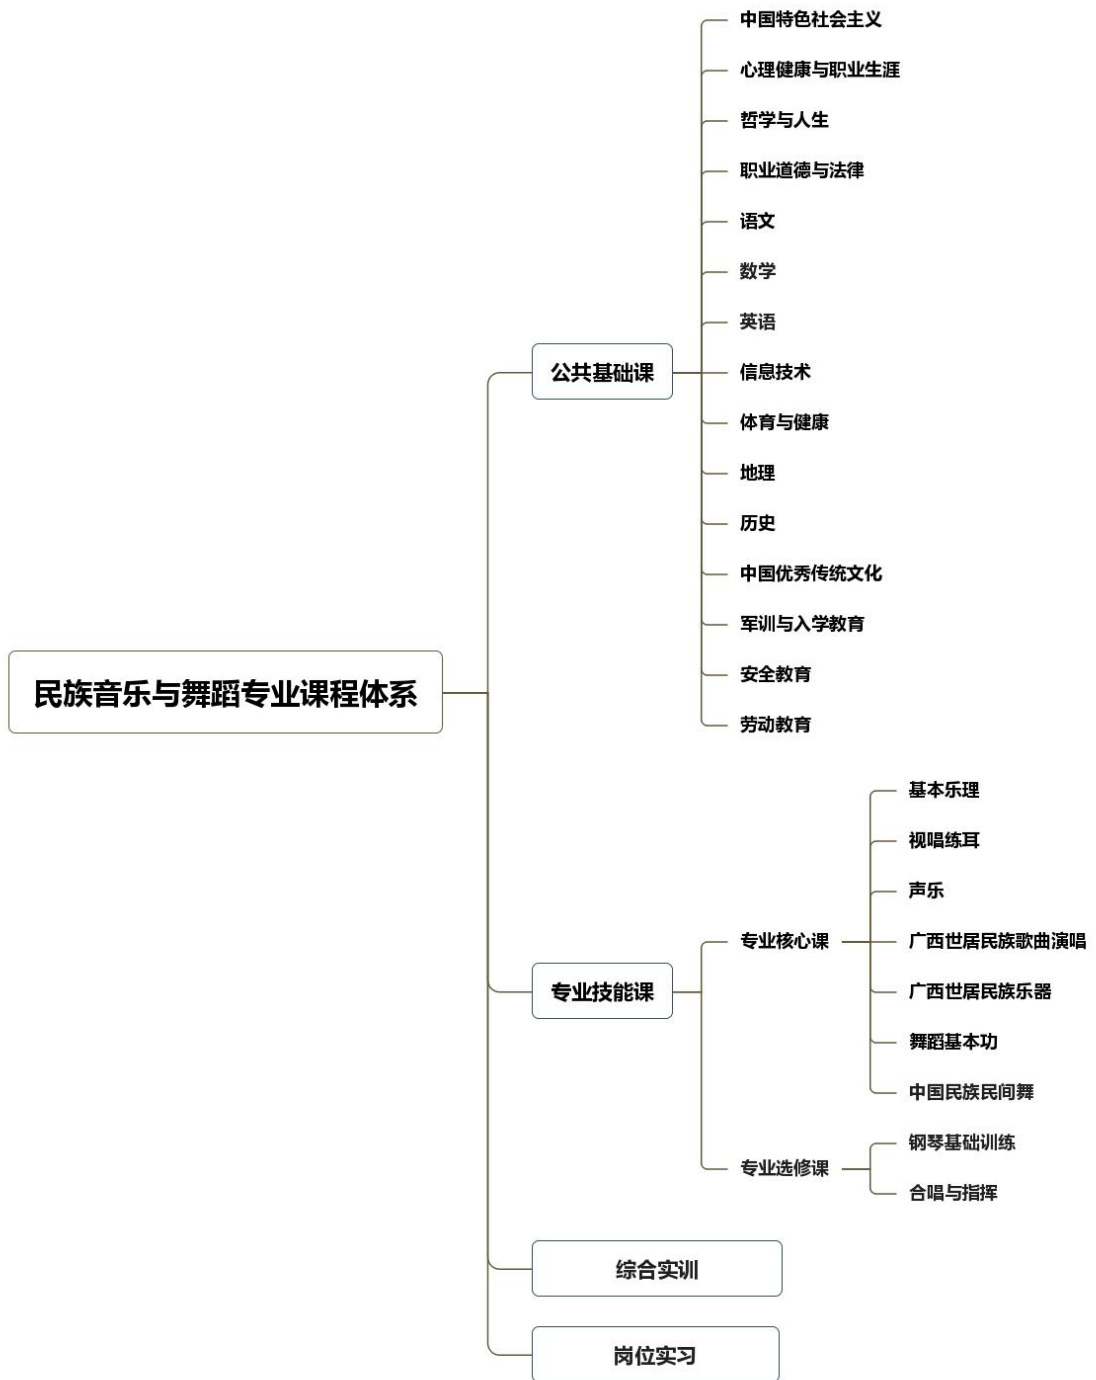 民族音乐与舞蹈专业课程体系
公共基础课
中国特色社会主义
心理健康与职业生涯
哲学与人生
职业道德与法律
语文
数学
英语
信息技术
体育与健康
地理
历史
中国优秀传统文化
军训与入学教育
安全教育
劳动教育
专业技能课
专业核心课
基本乐理
视唱练耳
声乐
广西世居民族歌曲演唱
广西世居民族乐器
舞蹈基本功
中国民族民间舞
专业选修课
钢琴基础训练
合唱与指挥
综合实训
岗位实习